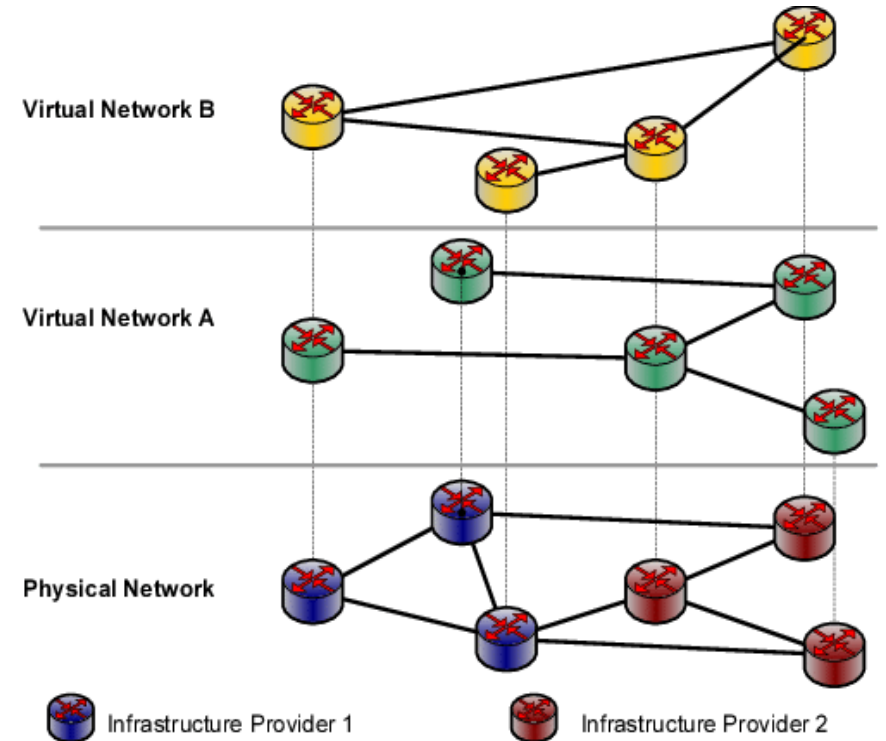 Virtual Network B
Virtual Network A
Physical Network
Infrastructure Provider 1
Infrastructure Provider 2